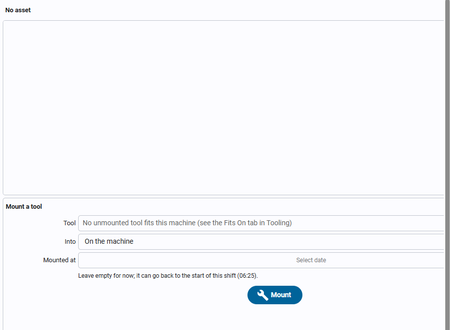 No asset
Mount a tool
Tool
No unmounted tool fits this machine (see the Fits On tab in Tooling)
Into
On the machine
Mounted at
Select date
Leave empty for now; it can go back to the start of this shift (06:25).
Mount